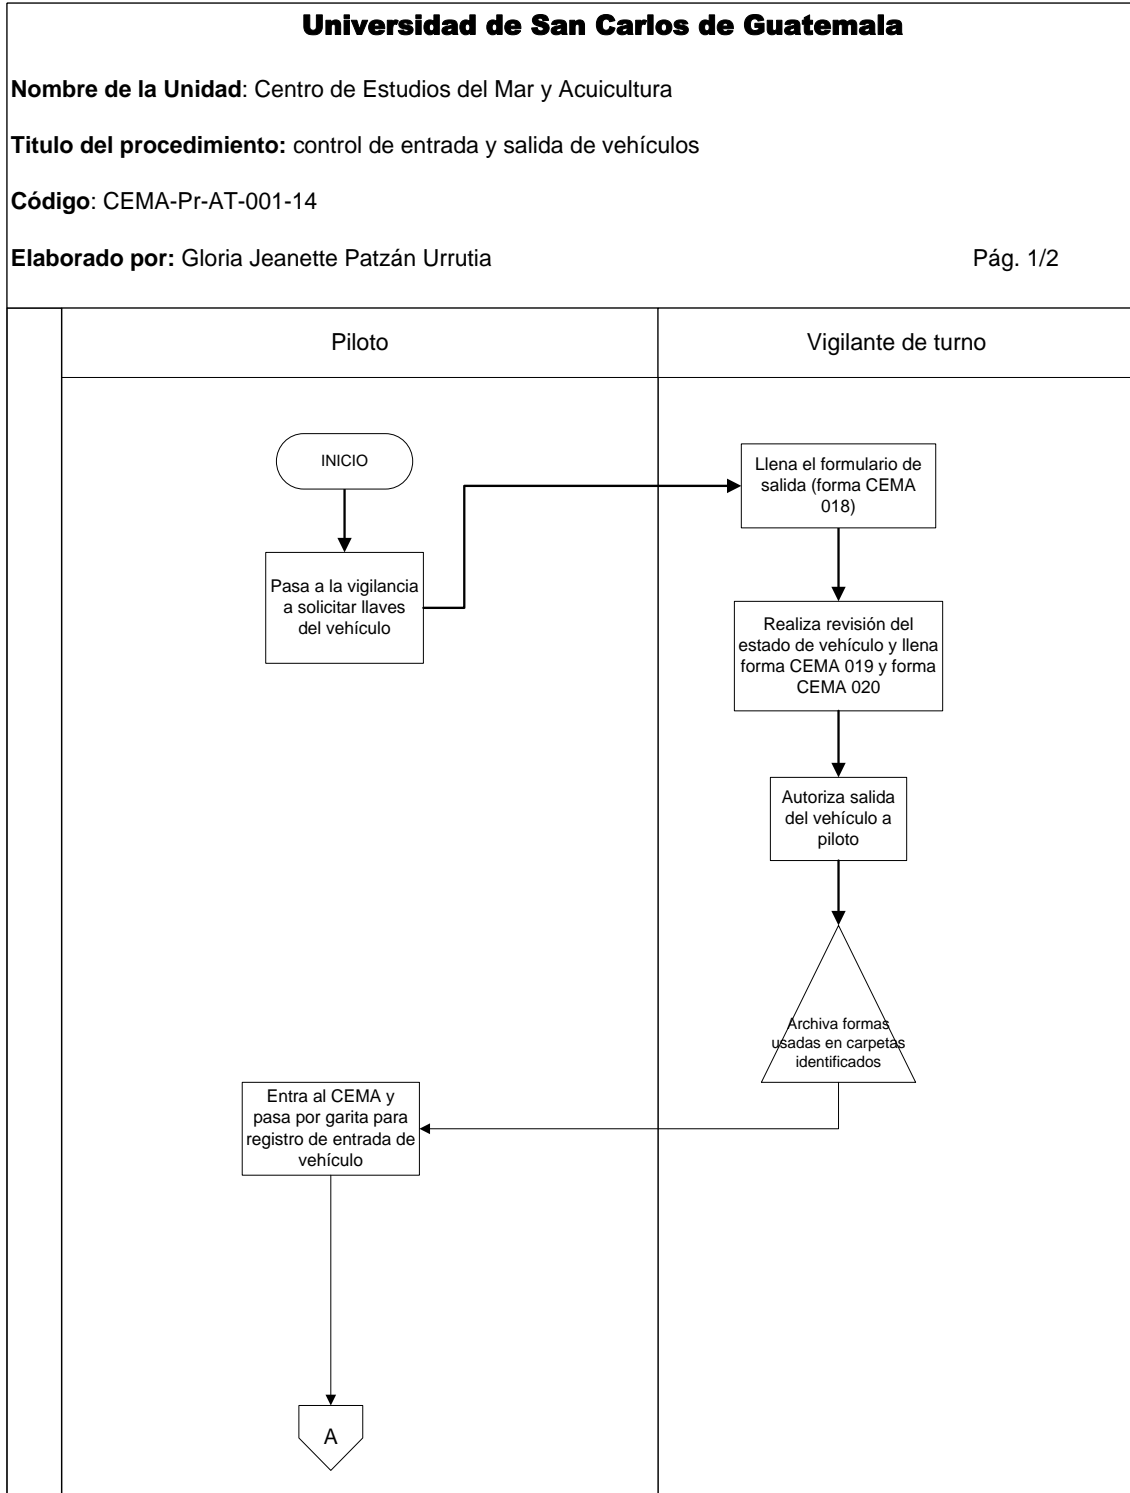 Universidad de San Carlos de Guatemala
Nombre de la Unidad: Centro de Estudios del Mar y Acuicultura
Titulo del procedimiento: control de entrada y salida de vehículos
Código: CEMA-Pr-AT-001-14
Elaborado por: Gloria Jeanette Patzán Urrutia Pág. 1/2
Piloto
Vigilante de turno
INICIO
Pasa a la vigilancia
a solicitar llaves
del vehículo
Llena el formulario de
salida (forma CEMA
018)
Realiza revisión del
estado de vehículo y llena
forma CEMA 019 y forma
CEMA 020
Autoriza salida
del vehículo a
piloto
Archiva formas
usadas en carpetas
identificados
Entra al CEMA y
pasa por garita para
registro de entrada de
vehículo
A